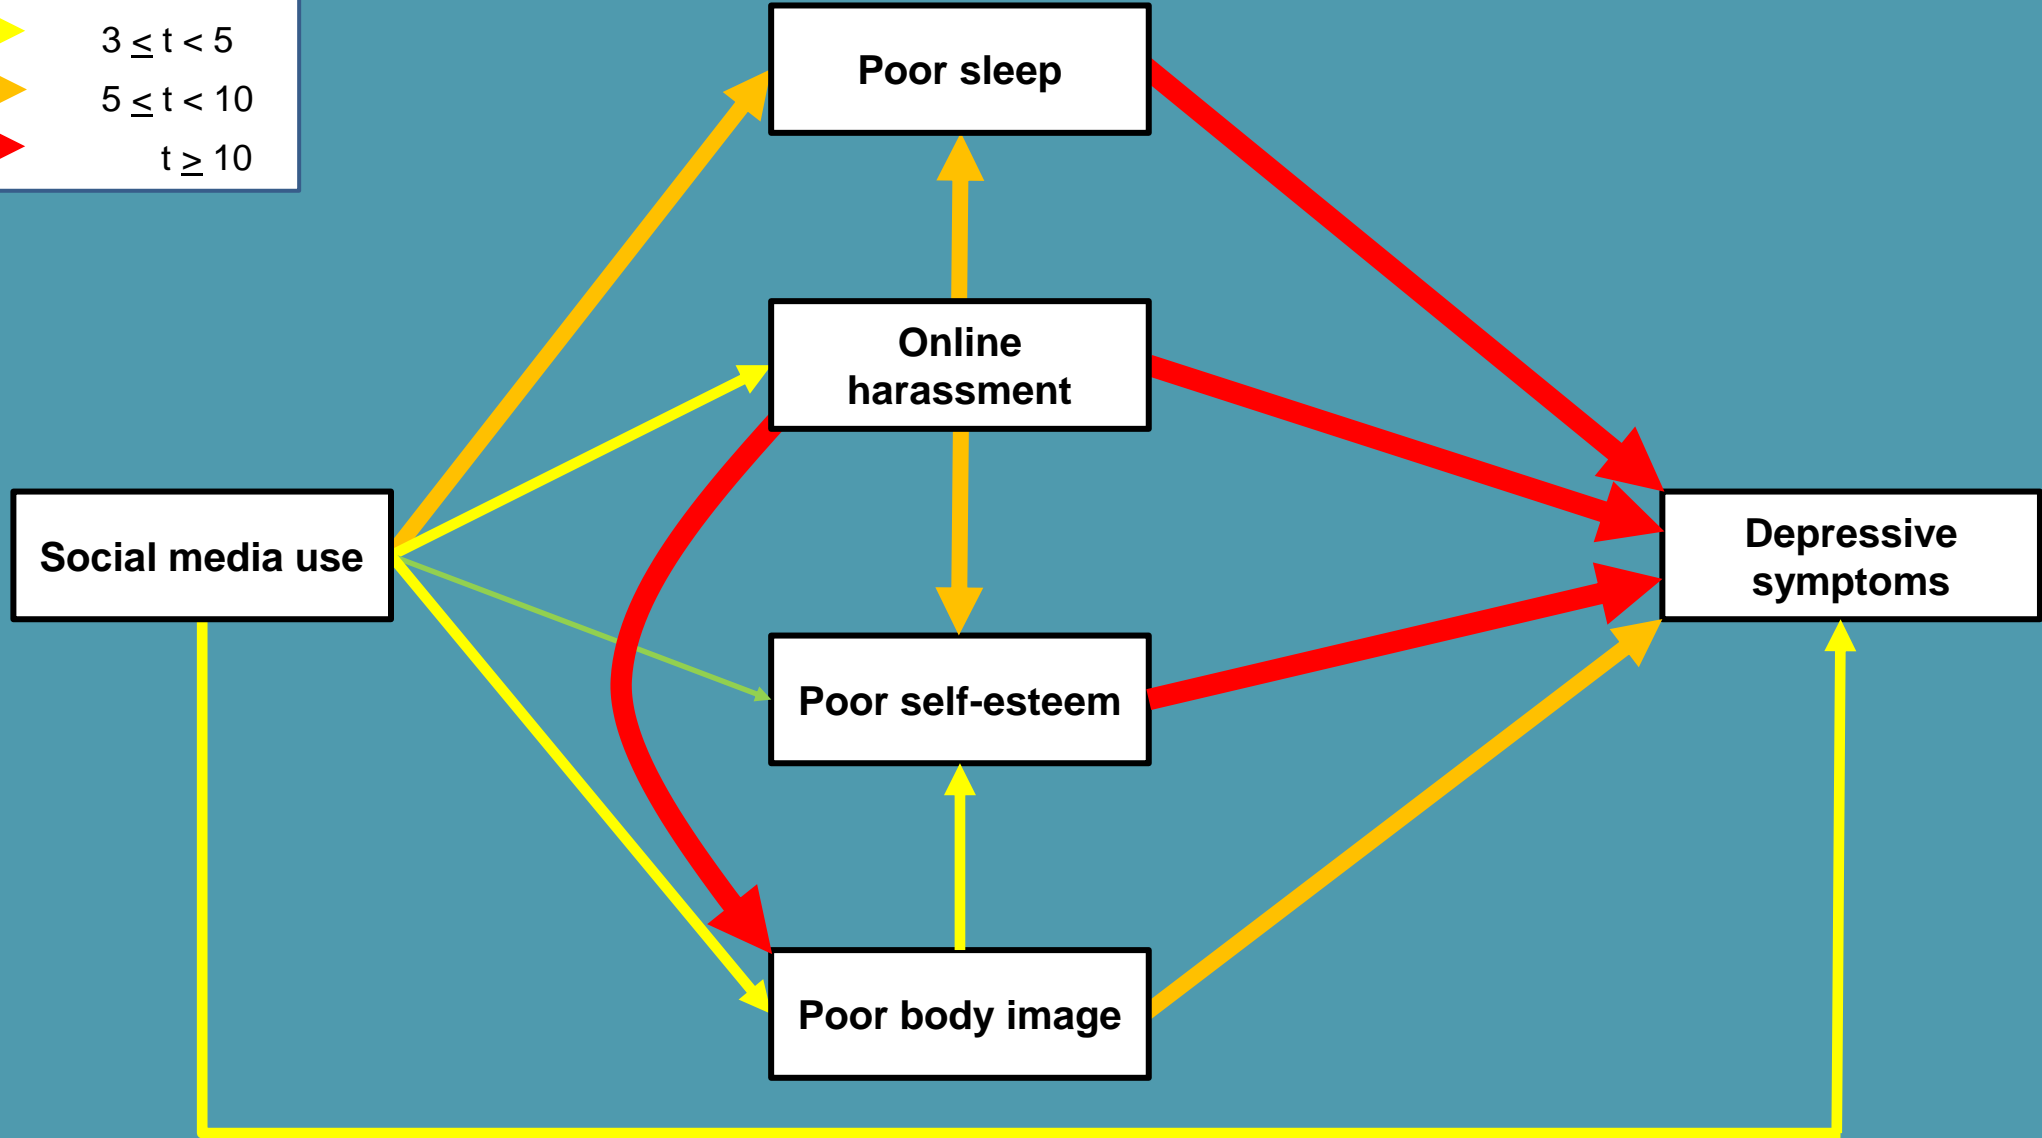 3 ≤ t < 5
5 ≤ t < 10
t ≥ 10
Poor sleep
Online
harassment
Social media use
Depressive
symptoms
Poor self-esteem
Poor body image